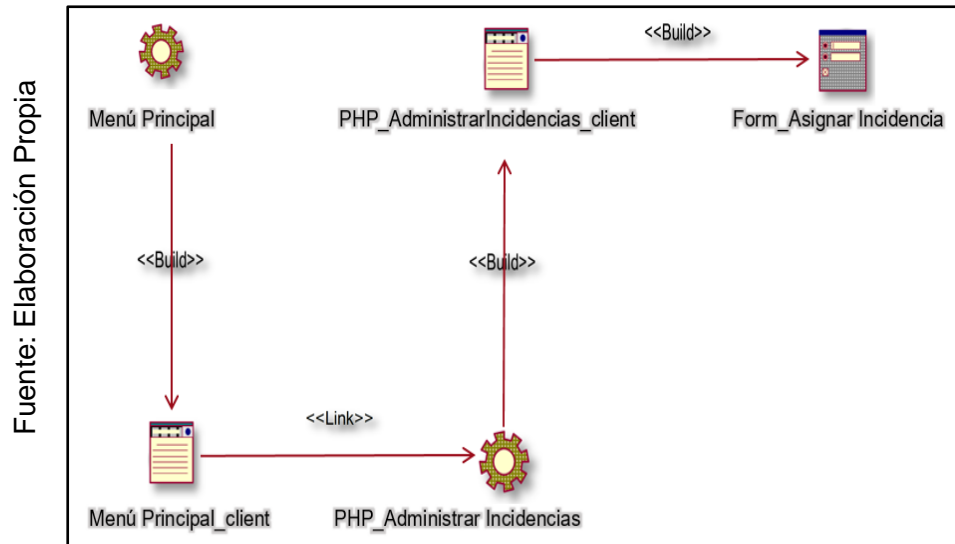 Fuente: Elaboración Propia
<<Build>>
Menú Principal
PHP_AdministrarIncidencias_client
Form_Asignar Incidencia
<<Build>>
<<Build>>
<<Link>>
Menú Principal_client
PHP_Administrar Incidencias